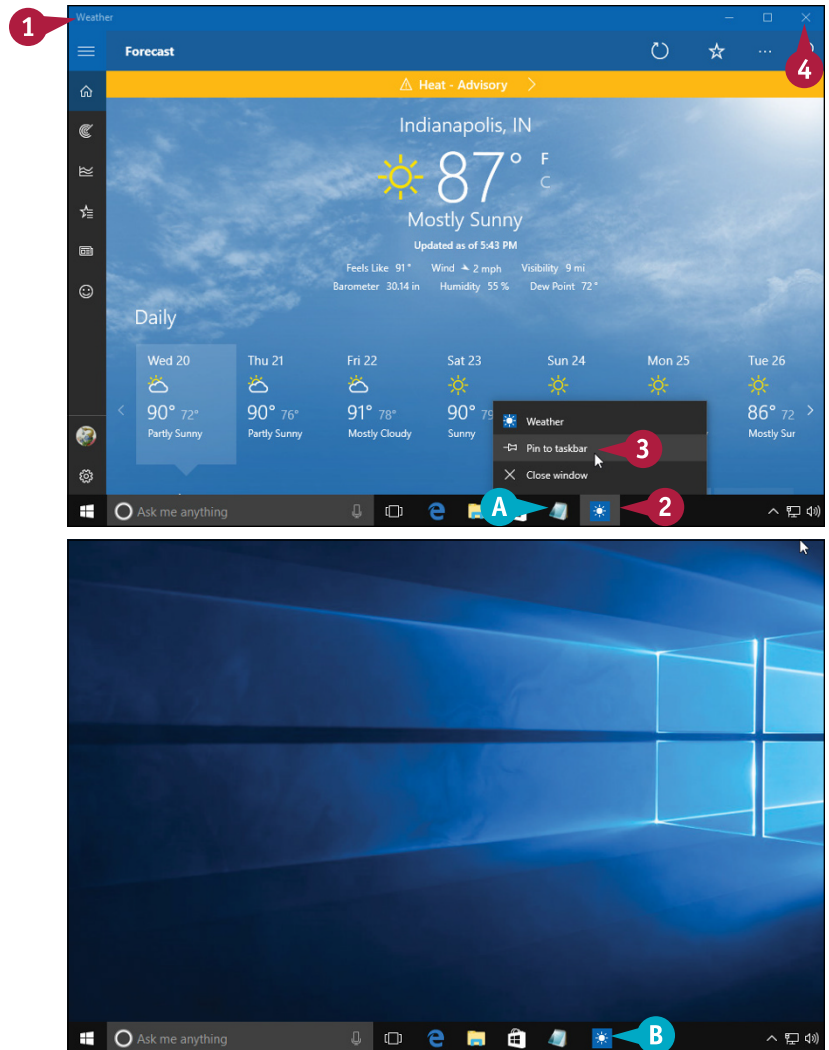 1
Weather
4
Forecast
Heat - Advisory
Indianapolis, IN
87° F
C
Mostly Sunny
Updated as of 5:43 PM
Feels Like 91° Wind 2 mph Visibility 9 mi
Barometer 30.14 in Humidity 55 % Dew Point 72°
Daily
Wed 20 Thu 21 Fri 22 Sat 23 Sun 24 Mon 25 Tue 26
90° 72° 90° 76° 91° 78° 90° 79 86° 72
Partly Sunny Partly Sunny Mostly Cloudy Sunny Mostly Sur
Weather
Pin to taskbar 3
Close window
Ask me anything A 2
Ask me anything B